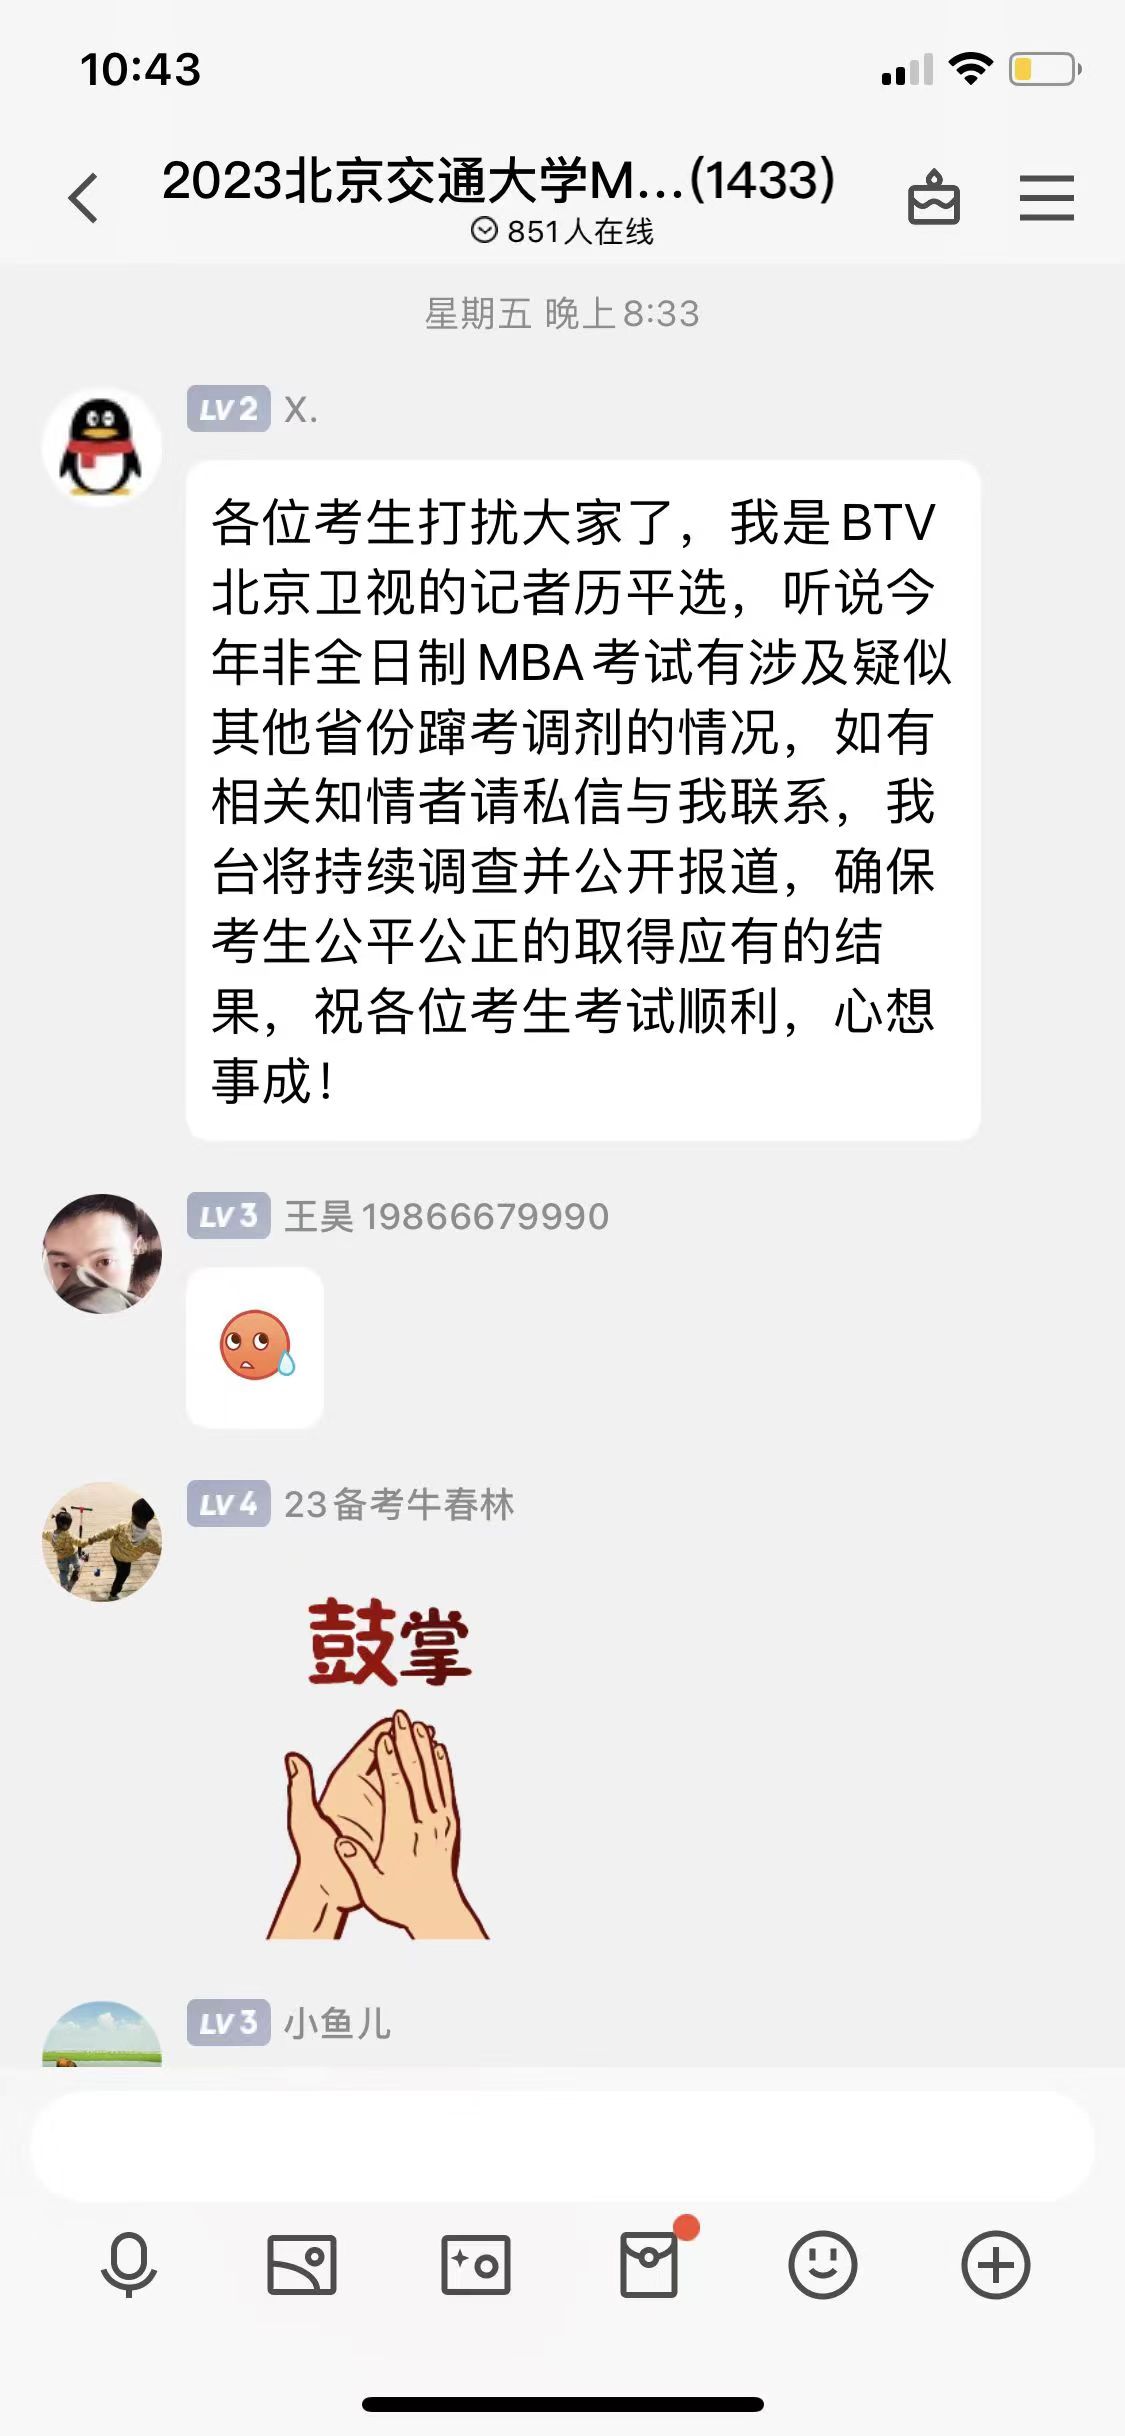 10:43
2023北京交通大学M...(1433)
851人在线
星期五 晚上8:33
LV2 X.
各位考生打扰大家了，我是BTV
北京卫视的记者历平选，听说今
年非全日制MBA考试有涉及疑似
其他省份蹿考调剂的情况，如有
相关知情者请私信与我联系，我
台将持续调查并公开报道，确保
考生公平公正的取得应有的结
果，祝各位考生考试顺利，心想
事成！
LV3 王昊19866679990
LV4 23备考牛春林
鼓掌
LV3 小鱼儿